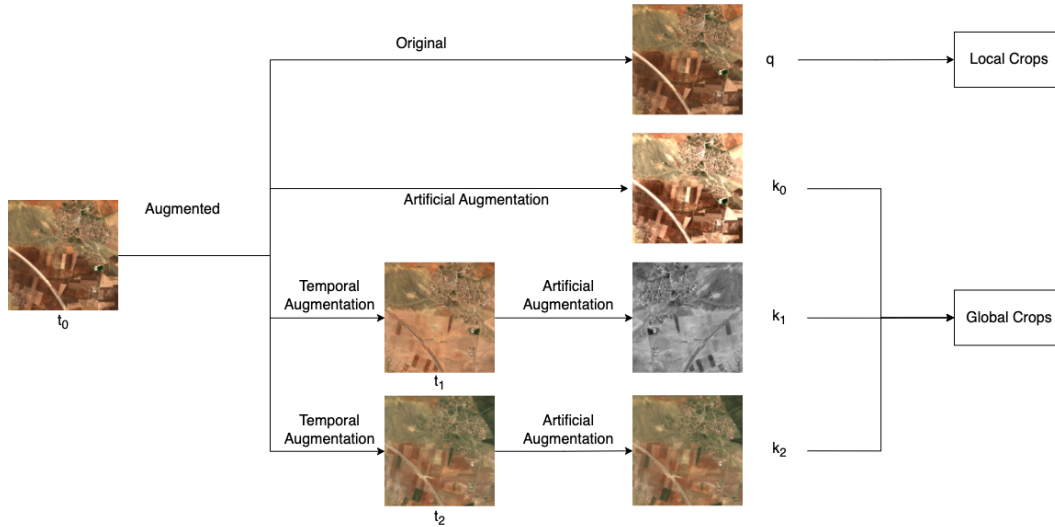 Original
q
Local Crops
Artificial Augmentation
k0
Augmented
t0
Temporal
Augmentation
t1
Artificial
Augmentation
k1
Global Crops
Temporal
Augmentation
t2
Artificial
Augmentation
k2